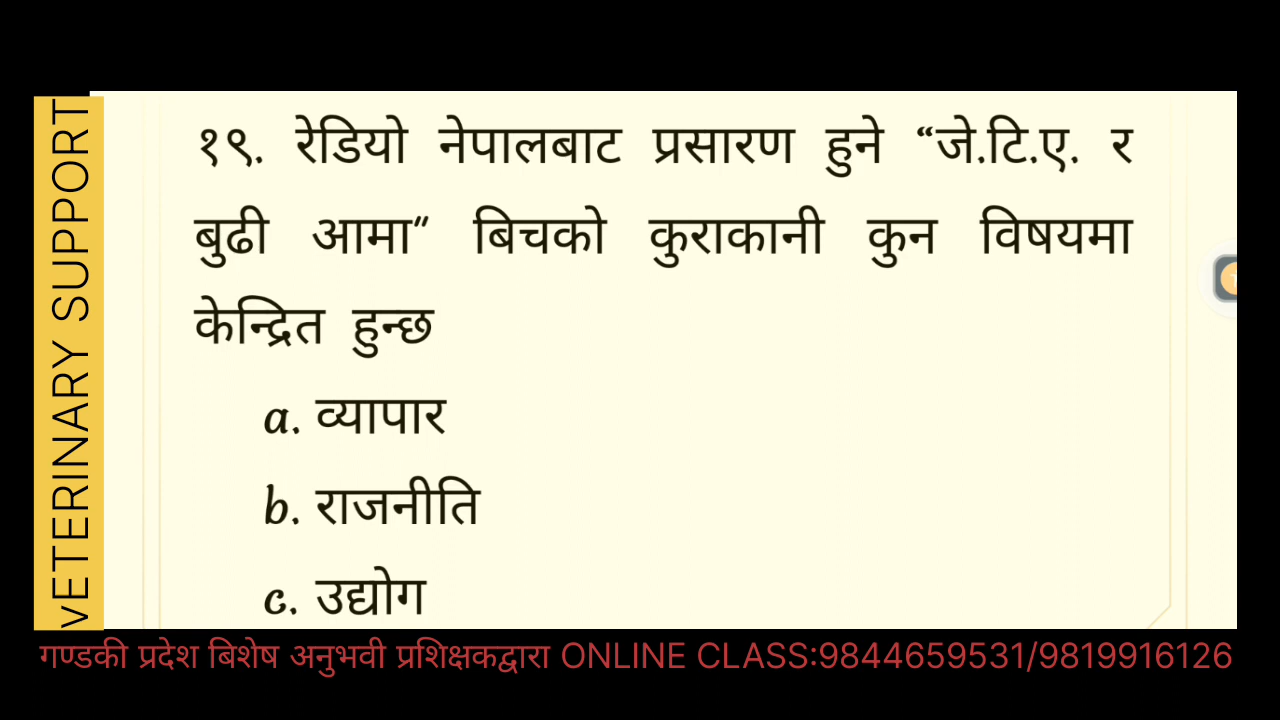 vETERINARY SUPPORT
१९. रेडियो नेपालबाट प्रसारण हुने “जे.टि.ए. र
बुढी आमा” बिचको कुराकानी कुन विषयमा
केन्द्रित हुन्छ
a. व्यापार
b. राजनीति
c. उद्योग
गण्डकी प्रदेश बिशेष अनुभवी प्रशिक्षकद्वारा ONLINE CLASS:9844659531/9819916126